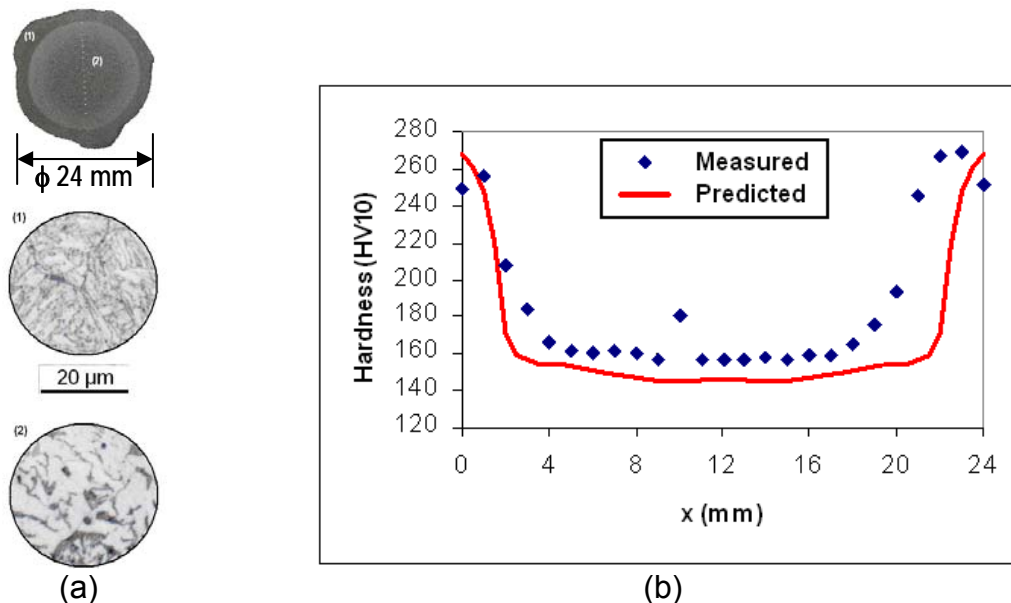 (1)
(2)
ϕ 24 mm
(1)
20 µm
(2)
(a)
Hardness (HV10)
280
260
240
220
200
180
160
140
120
Measured
Predicted
0 4 8 12 16 20 24
x (mm)
(b)